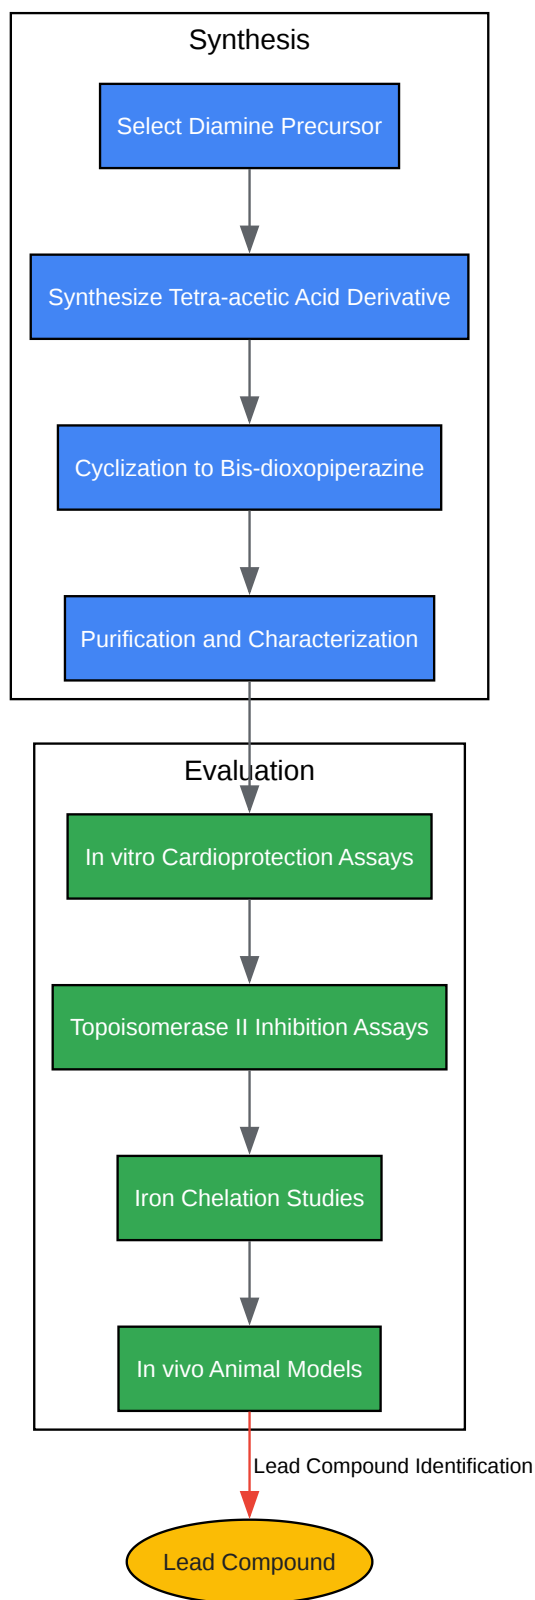 Synthesis
Select Diamine Precursor
Synthesize Tetra-acetic Acid Derivative
Cyclization to Bis-dioxopiperazine
Purification and Characterization
Evaluation
In vitro Cardioprotection Assays
Topoisomerase II Inhibition Assays
Iron Chelation Studies
In vivo Animal Models
Lead Compound Identification
Lead Compound